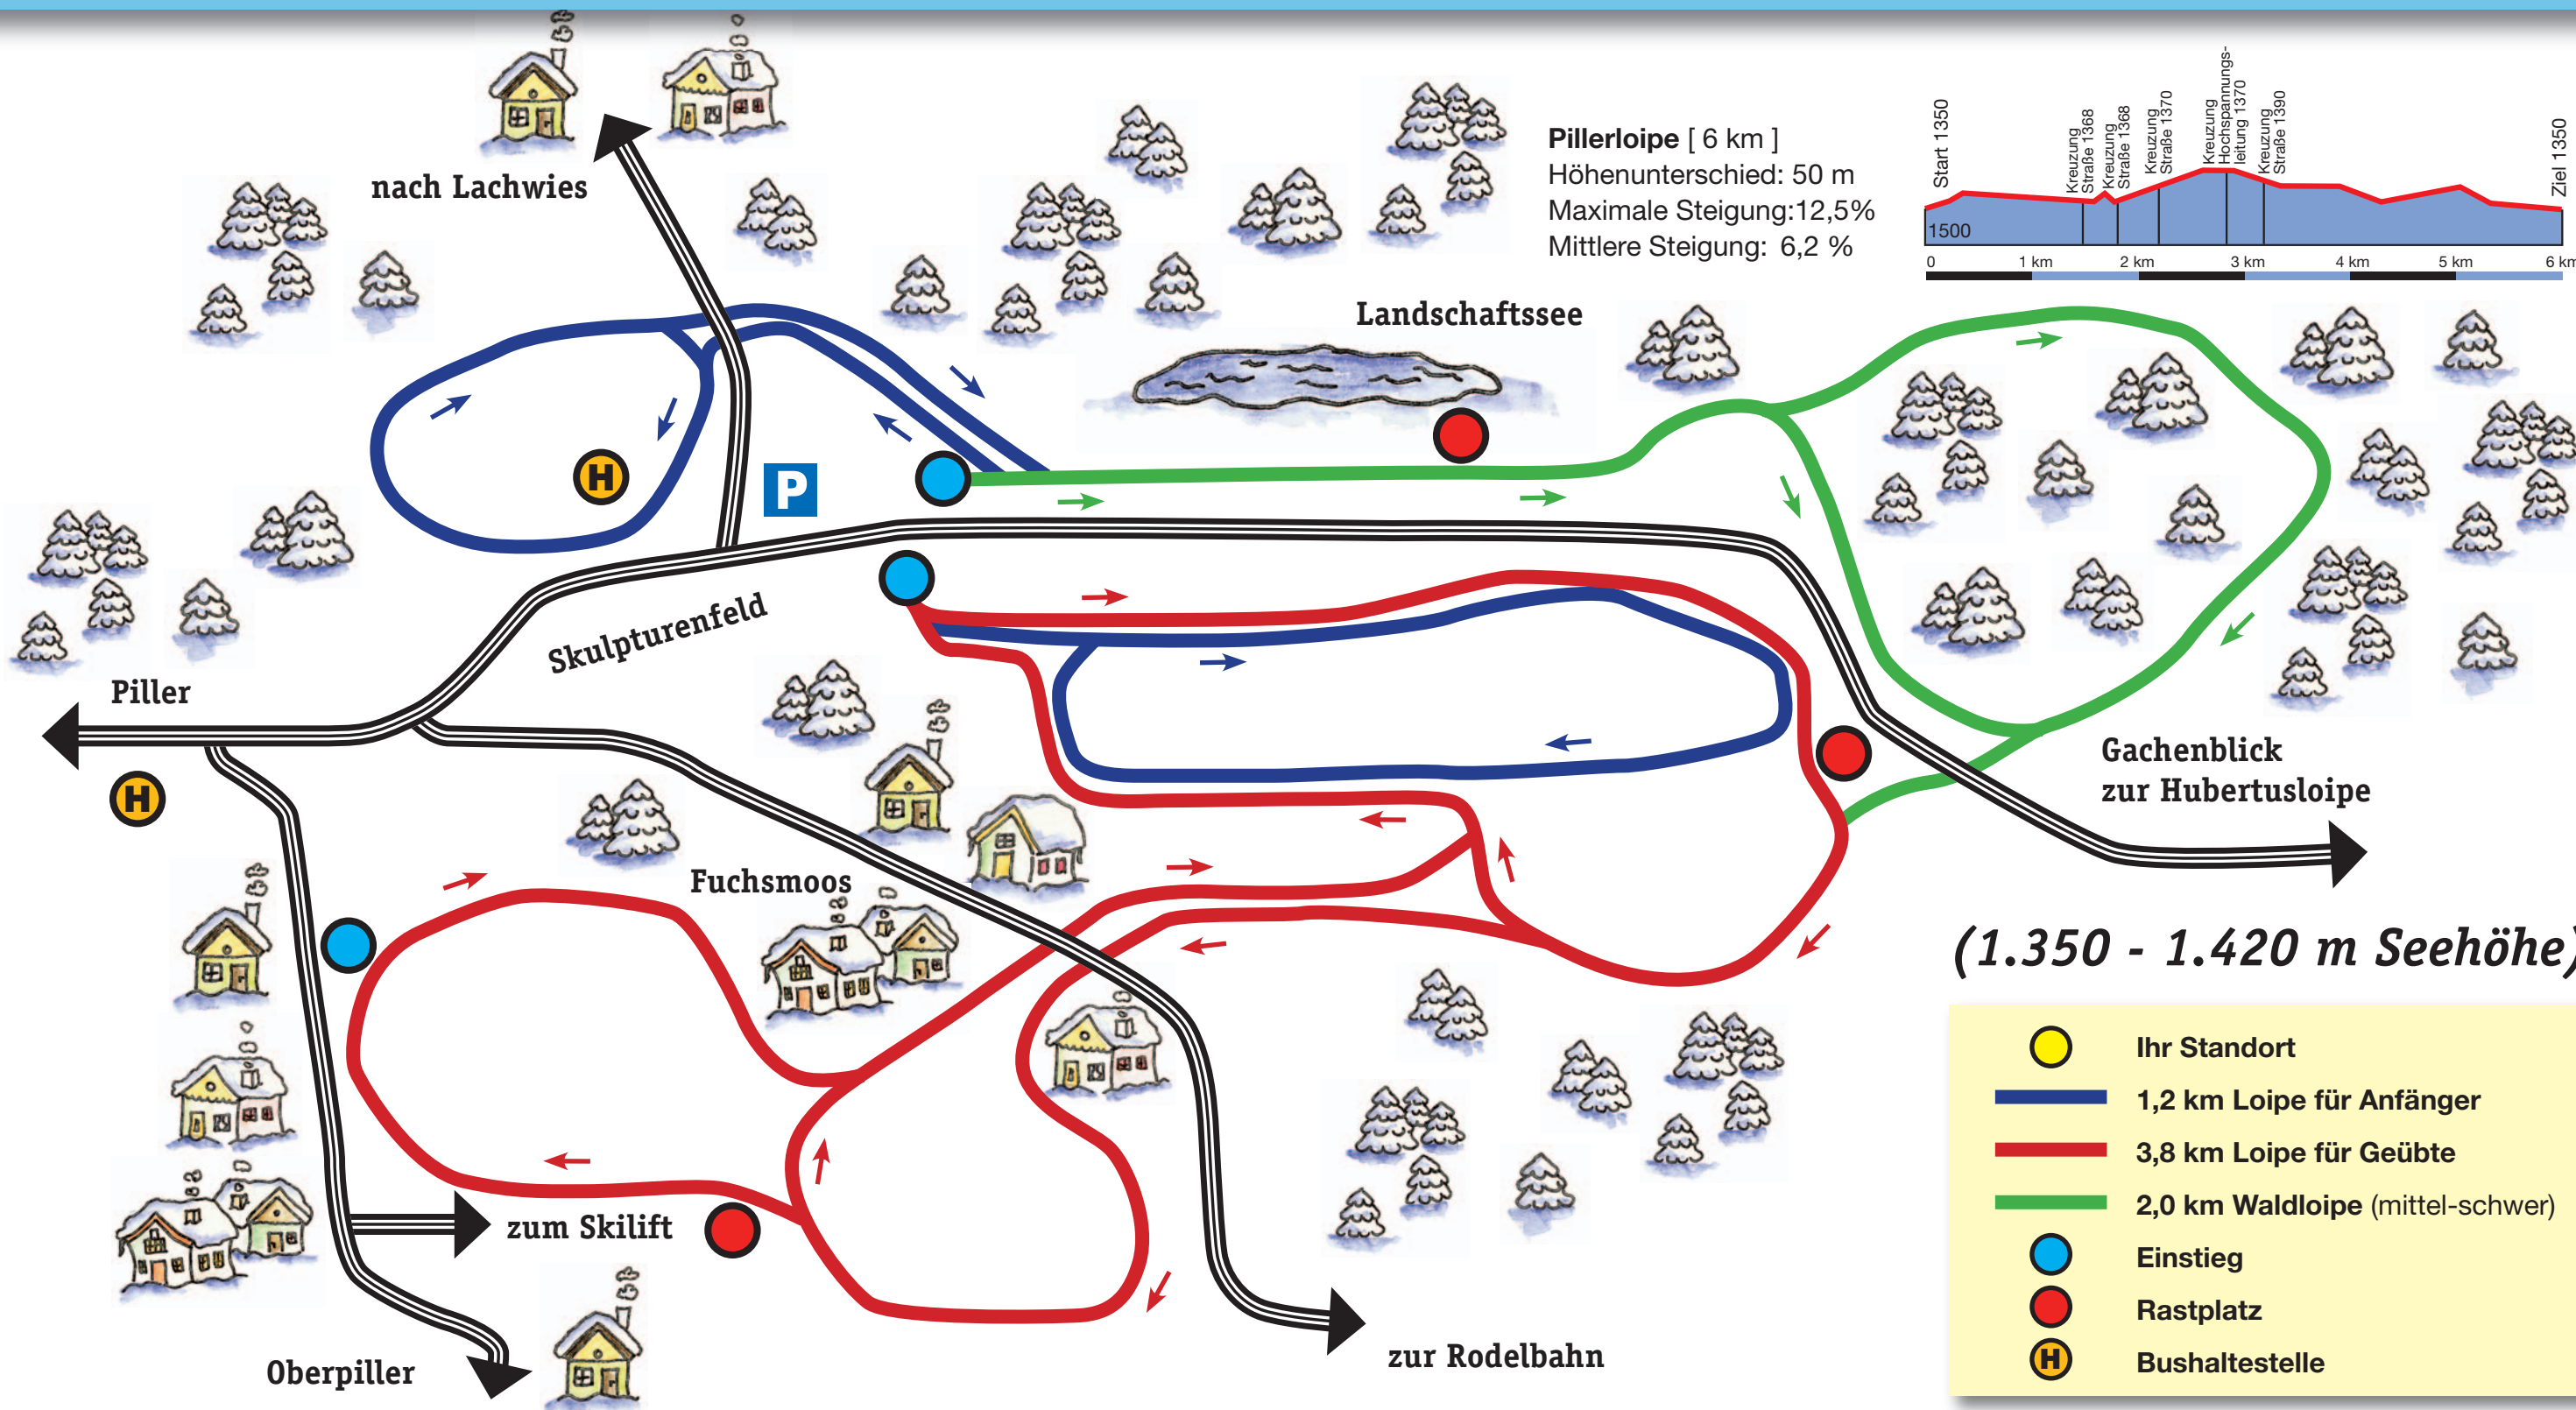 nach Lachwies
Pillerloipe [ 6 km ]
Höhenunterschied: 50 m
Maximale Steigung:12,5%
Mittlere Steigung: 6,2 %
Start 1350
Kreuzung
Straße 1368
Kreuzung
Straße 1368
Kreuzung
Straße 1370
Kreuzung
Hochspannungs-
leitung 1370
Kreuzung
Straße 1390
Ziel 1350
1500
0 1 km 2 km 3 km 4 km 5 km 6 km
Landschaftssee
H
P
Skulpturenfeld
Piller
H
Gachenblick
zur Hubertusloipe
Fuchsmoos
(1.350 - 1.420 m Seehöhe)
zum Skilift
Oberpiller
zur Rodelbahn
Ihr Standort
1,2 km Loipe für Anfänger
3,8 km Loipe für Geübte
2,0 km Waldloipe (mittel-schwer)
Einstieg
Rastplatz
H Bushaltestelle